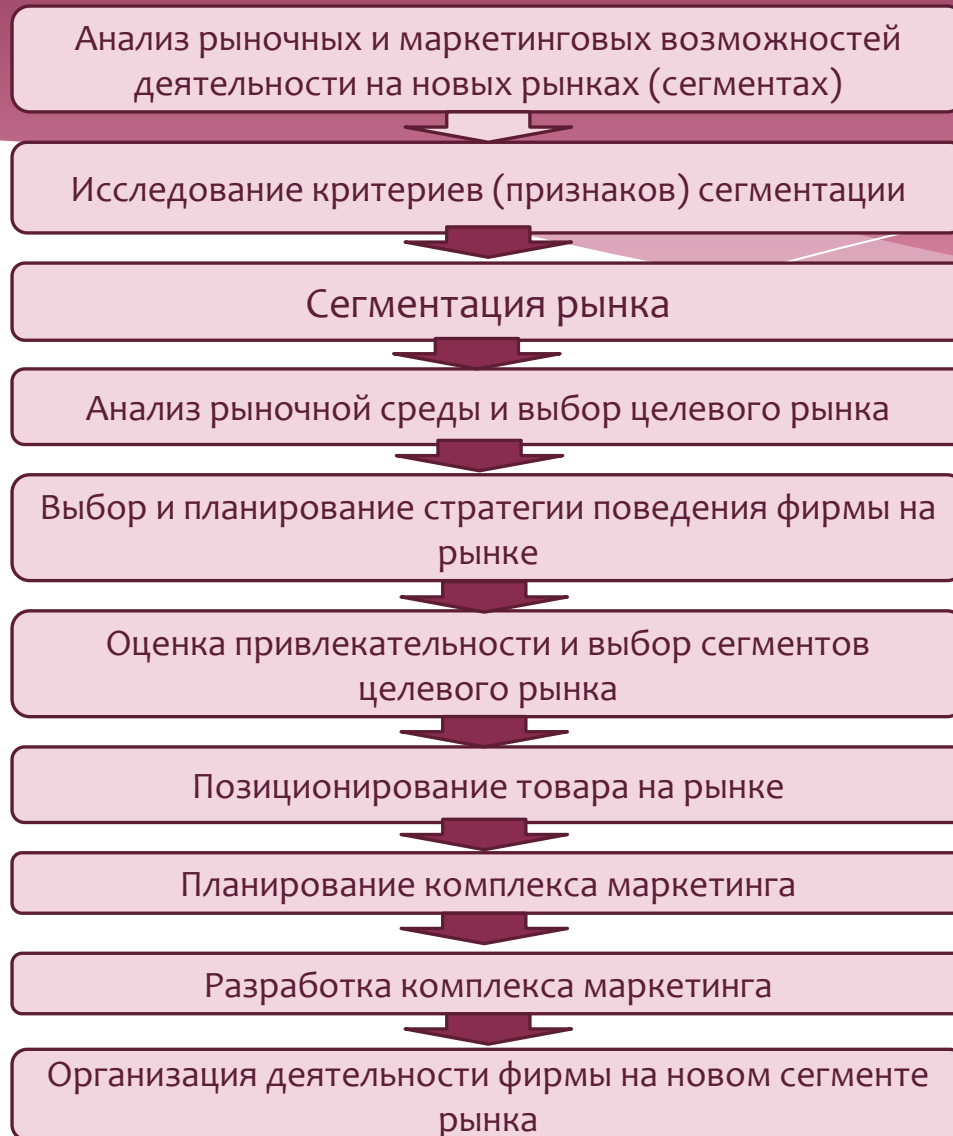 Анализ рыночных и маркетинговых возможностей
деятельности на новых рынках (сегментах)
Исследование критериев (признаков) сегментации
Сегментация рынка
Анализ рыночной среды и выбор целевого рынка
Выбор и планирование стратегии поведения фирмы на
рынке
Оценка привлекательности и выбор сегментов
целевого рынка
Позиционирование товара на рынке
Планирование комплекса маркетинга
Разработка комплекса маркетинга
Организация деятельности фирмы на новом сегменте
рынка